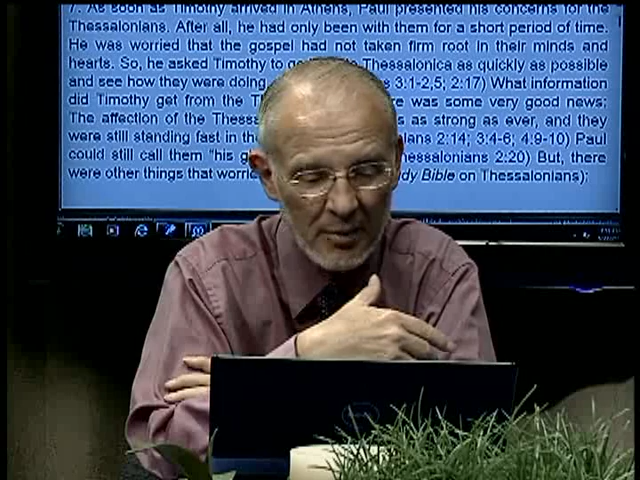 7. As soon as Timothy arrived in Athens, Paul presented his concerns for the
Thessalonians. After all, he had only been with them for a short period of time.
He was worried that the gospel had not taken firm root in their minds and
hearts. So, he asked Timothy to Thessalonica as quickly as possible
and see how they were doing 3:1-2,5; 2:17) What information
did Timothy get from the was some very good news;
The affection of the as strong as ever, and they
were still standing fast in 2:14; 3:4-6; 4:9-10) Paul
could still call them "his 2:20) But, there
were other things that Bible on Thessalonians):